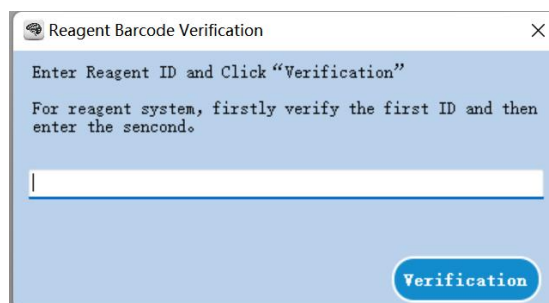 Reagent Barcode Verification
Enter Reagent ID and Click “Verification”
For reagent system, firstly verify the first ID and then
enter the sencond。
Verification